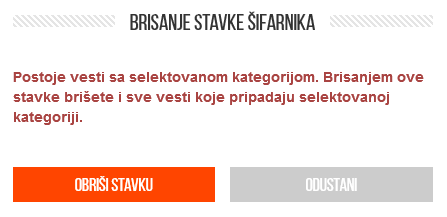 BRISANJE STAVKE ŠIFARNIKA
Postoje vesti sa selektovanom kategorijom. Brisanjem ove
stavke brišete i sve vesti koje pripadaju selektovanoj
kategoriji.
OBRIŠI STAVKU
ODUSTANI